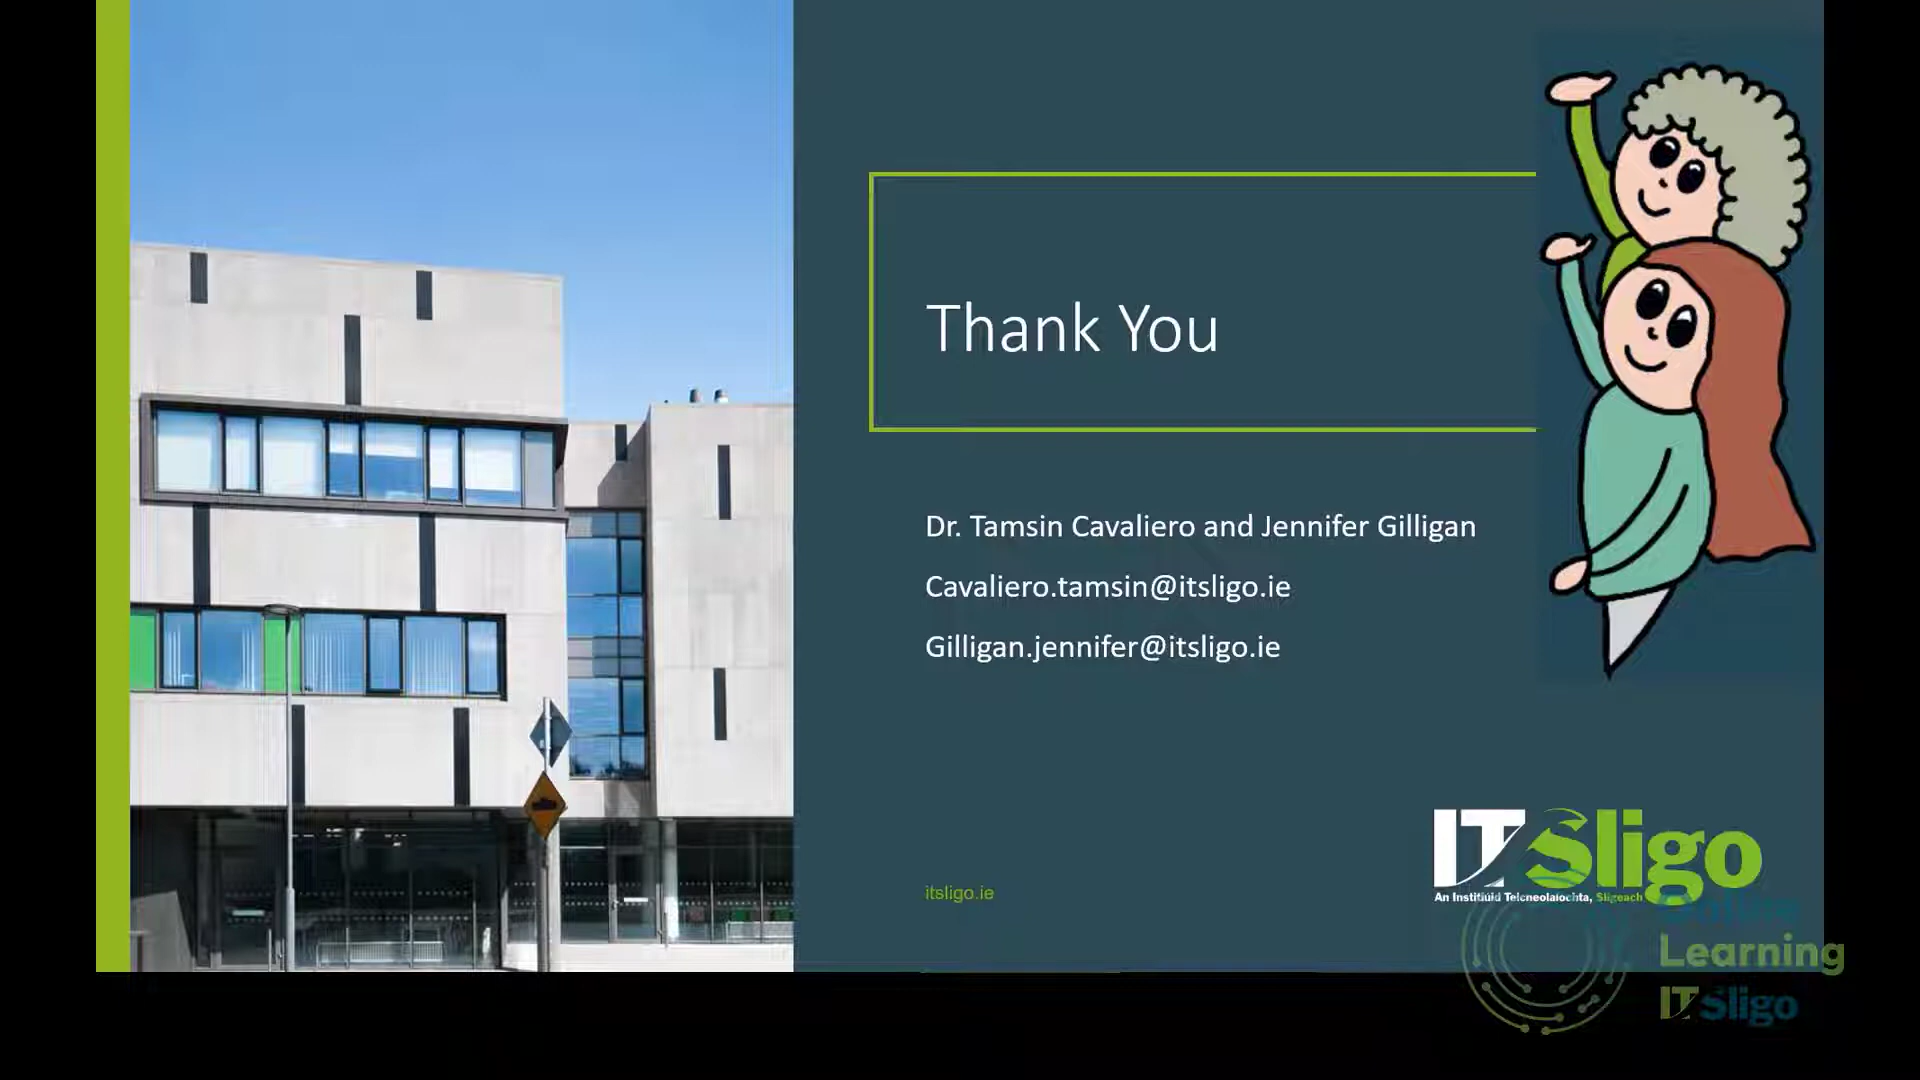 Thank You
Dr. Tamsin Cavaliero and Jennifer Gilligan
Cavaliero.tamsin@itsligo.ie
Gilligan.jennifer@itsligo.ie
itsligo.ie
IT Sligo
An Institiúid Teicneolaíochta, Sligeach
Online
Learning
IT Sligo